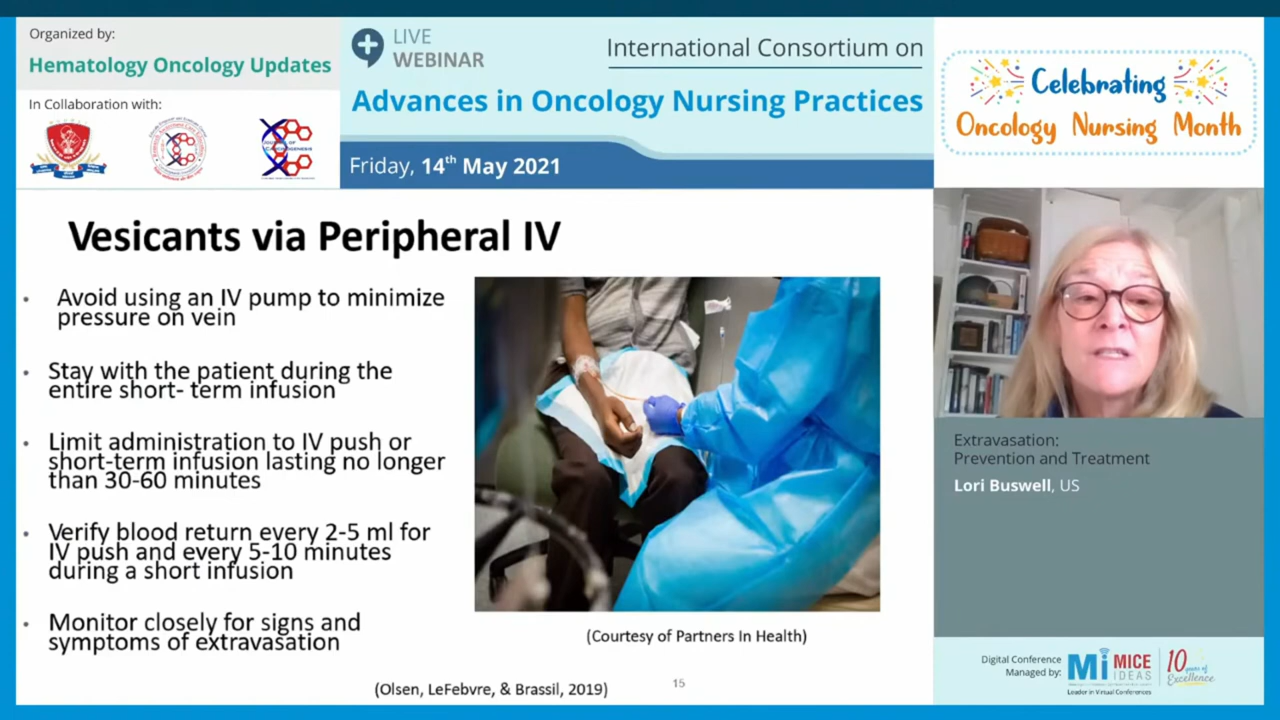 Organized by:
Hematology Oncology Updates
In Collaboration with:
LIVE
WEBINAR
International Consortium on
Advances in Oncology Nursing Practices
Friday, 14th May 2021
Celebrating
Oncology Nursing Month
Vesicants via Peripheral IV
• Avoid using an IV pump to minimize
pressure on vein
• Stay with the patient during the
entire short- term infusion
• Limit administration to IV push or
short-term infusion lasting no longer
than 30-60 minutes
• Verify blood return every 2-5 ml for
IV push and every 5-10 minutes
during a short infusion
• Monitor closely for signs and
symptoms of extravasation
(Courtesy of Partners In Health)
(Olsen, LeFebvre, & Brassil, 2019)
15
Extravasation:
Prevention and Treatment
Lori Buswell, US
Digital Conference
Managed by:
Mi MICE
IDEAS
Leader in Virtual Conferences
10 years of
Excellence